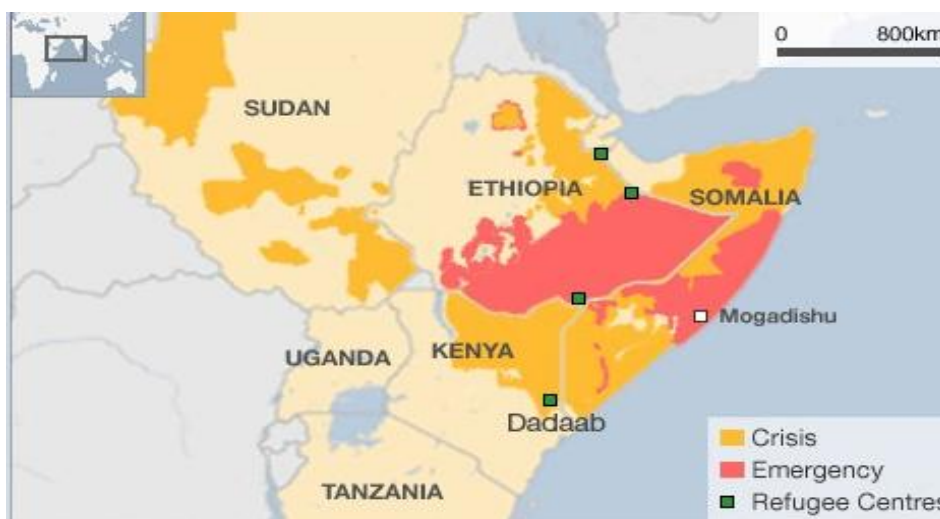 0 800km
SUDAN
ETHIOPIA
SOMALIA
Mogadishu
UGANDA
KENYA
Dadaab
TANZANIA
Crisis
Emergency
Refugee Centres